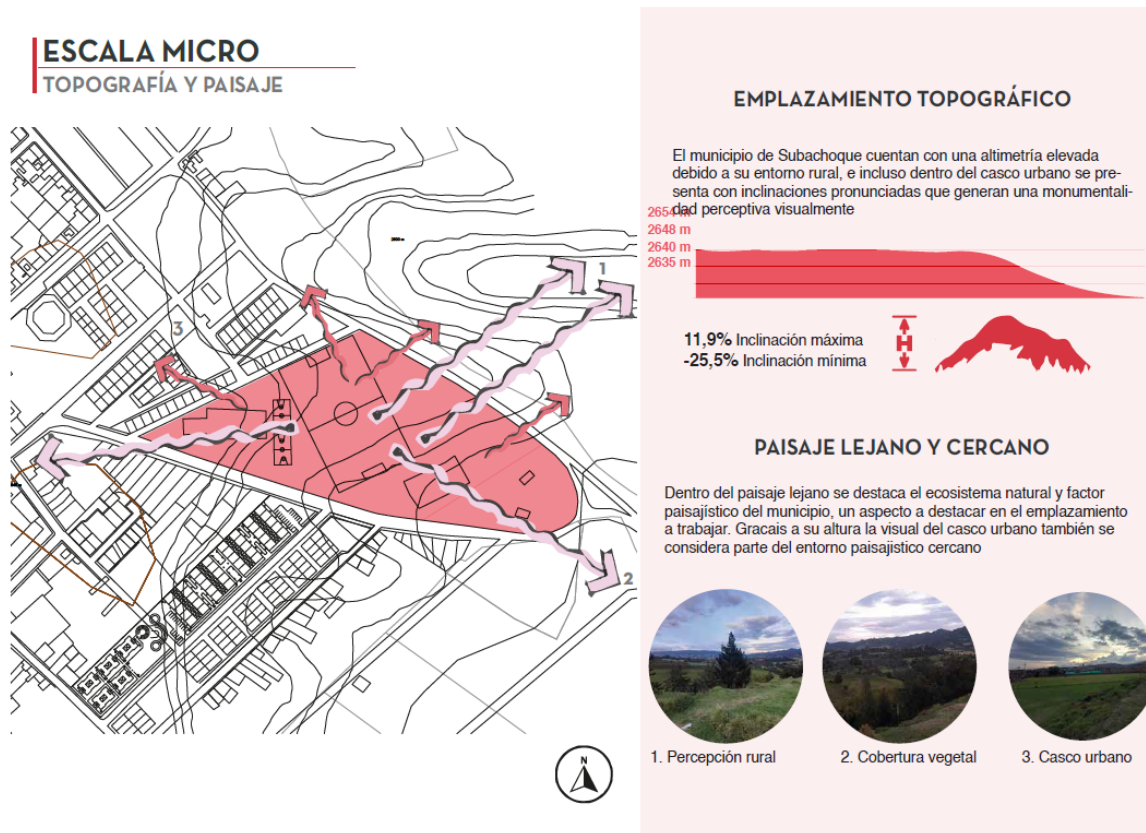 ESCALA MICRO
TOPOGRAFÍA Y PAISAJE
1
3
2
N
EMPLAZAMIENTO TOPOGRÁFICO
El municipio de Subachoque cuentan con una altimetría elevada
debido a su entorno rural, e incluso dentro del casco urbano se pre-
senta con inclinaciones pronunciadas que generan una monumentali-
dad perceptiva visualmente
2654 m
2648 m
2640 m
2635 m
11,9% Inclinación máxima
-25,5% Inclinación mínima
H
PAISAJE LEJANO Y CERCANO
Dentro del paisaje lejano se destaca el ecosistema natural y factor
paisajístico del municipio, un aspecto a destacar en el emplazamiento
a trabajar. Gracais a su altura la visual del casco urbano también se
considera parte del entorno paisajistico cercano
1. Percepción rural
2. Cobertura vegetal
3. Casco urbano